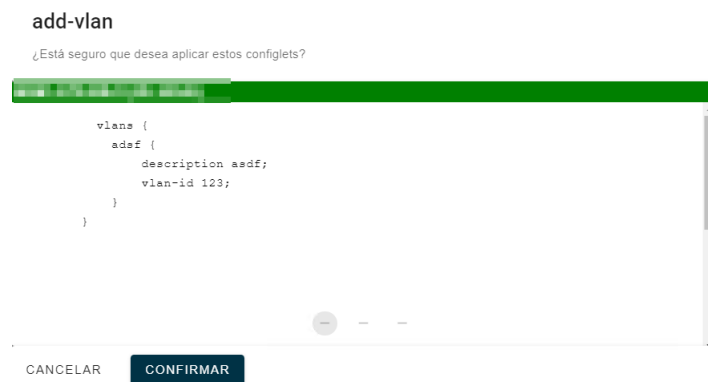 add-vlan
¿Está seguro que desea aplicar estos configlets?
vlans {
adsf {
description asdf;
vlan-id 123;
}
}
CANCELAR CONFIRMAR